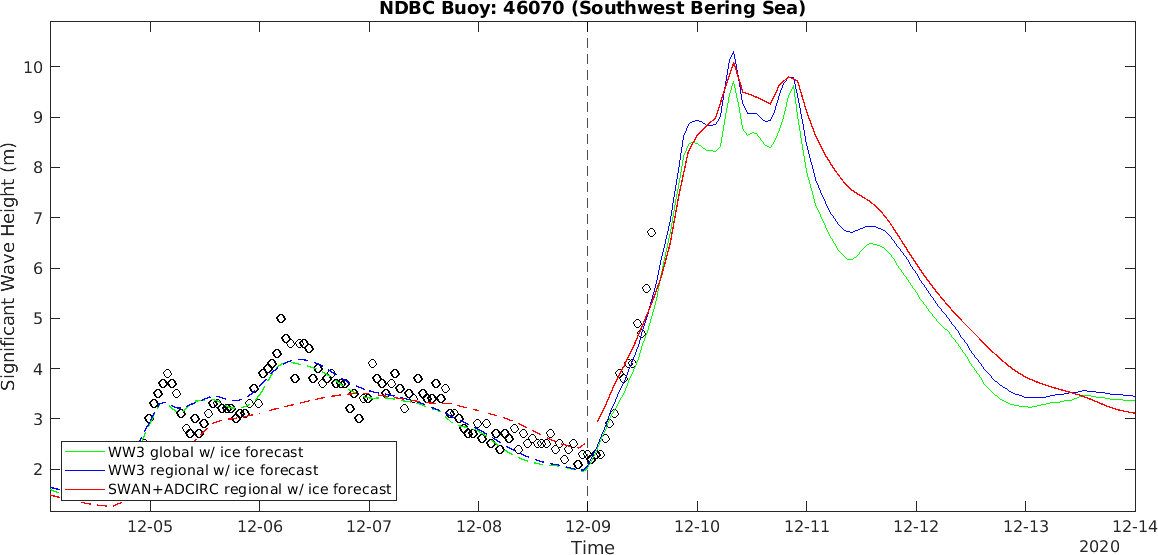 NDBC Buoy: 46070 (Southwest Bering Sea)
Significant Wave Height (m)
10
9
8
7
6
5
4
3
2
WW3 global w/ ice forecast
WW3 regional w/ ice forecast
SWAN+ADCIRC regional w/ ice forecast
12-05 12-06 12-07 12-08 12-09 12-10 12-11 12-12 12-13 12-14
Time
2020